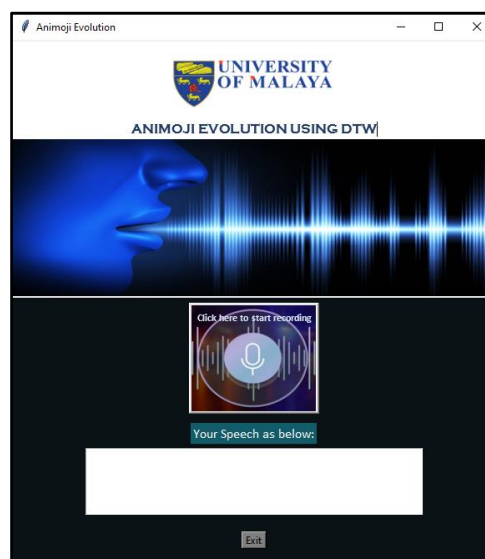 Animoji Evolution
UNIVERSITY
OF MALAYA
ANIMOJI EVOLUTION USING DTW
Click here to start recording
Your Speech as below:
Exit